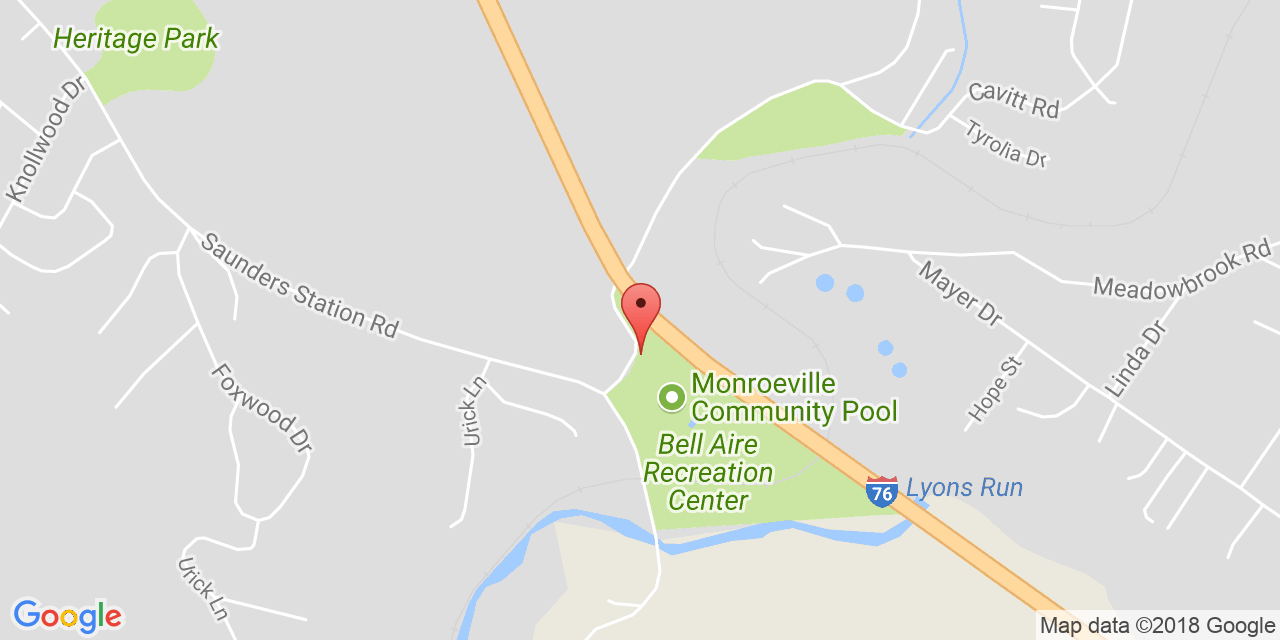 Heritage Park
Knollwood Dr
Cavitt Rd
Tyrolia Dr
Saunders Station Rd
Mayer Dr
Meadowbrook Rd
Linda Dr
Hope St
Foxwood Dr
Urick Ln
Monroeville
Community Pool
Bell Aire
Recreation
Center
76
Lyons Run
Urick Ln
Google
Map data ©2018 Google